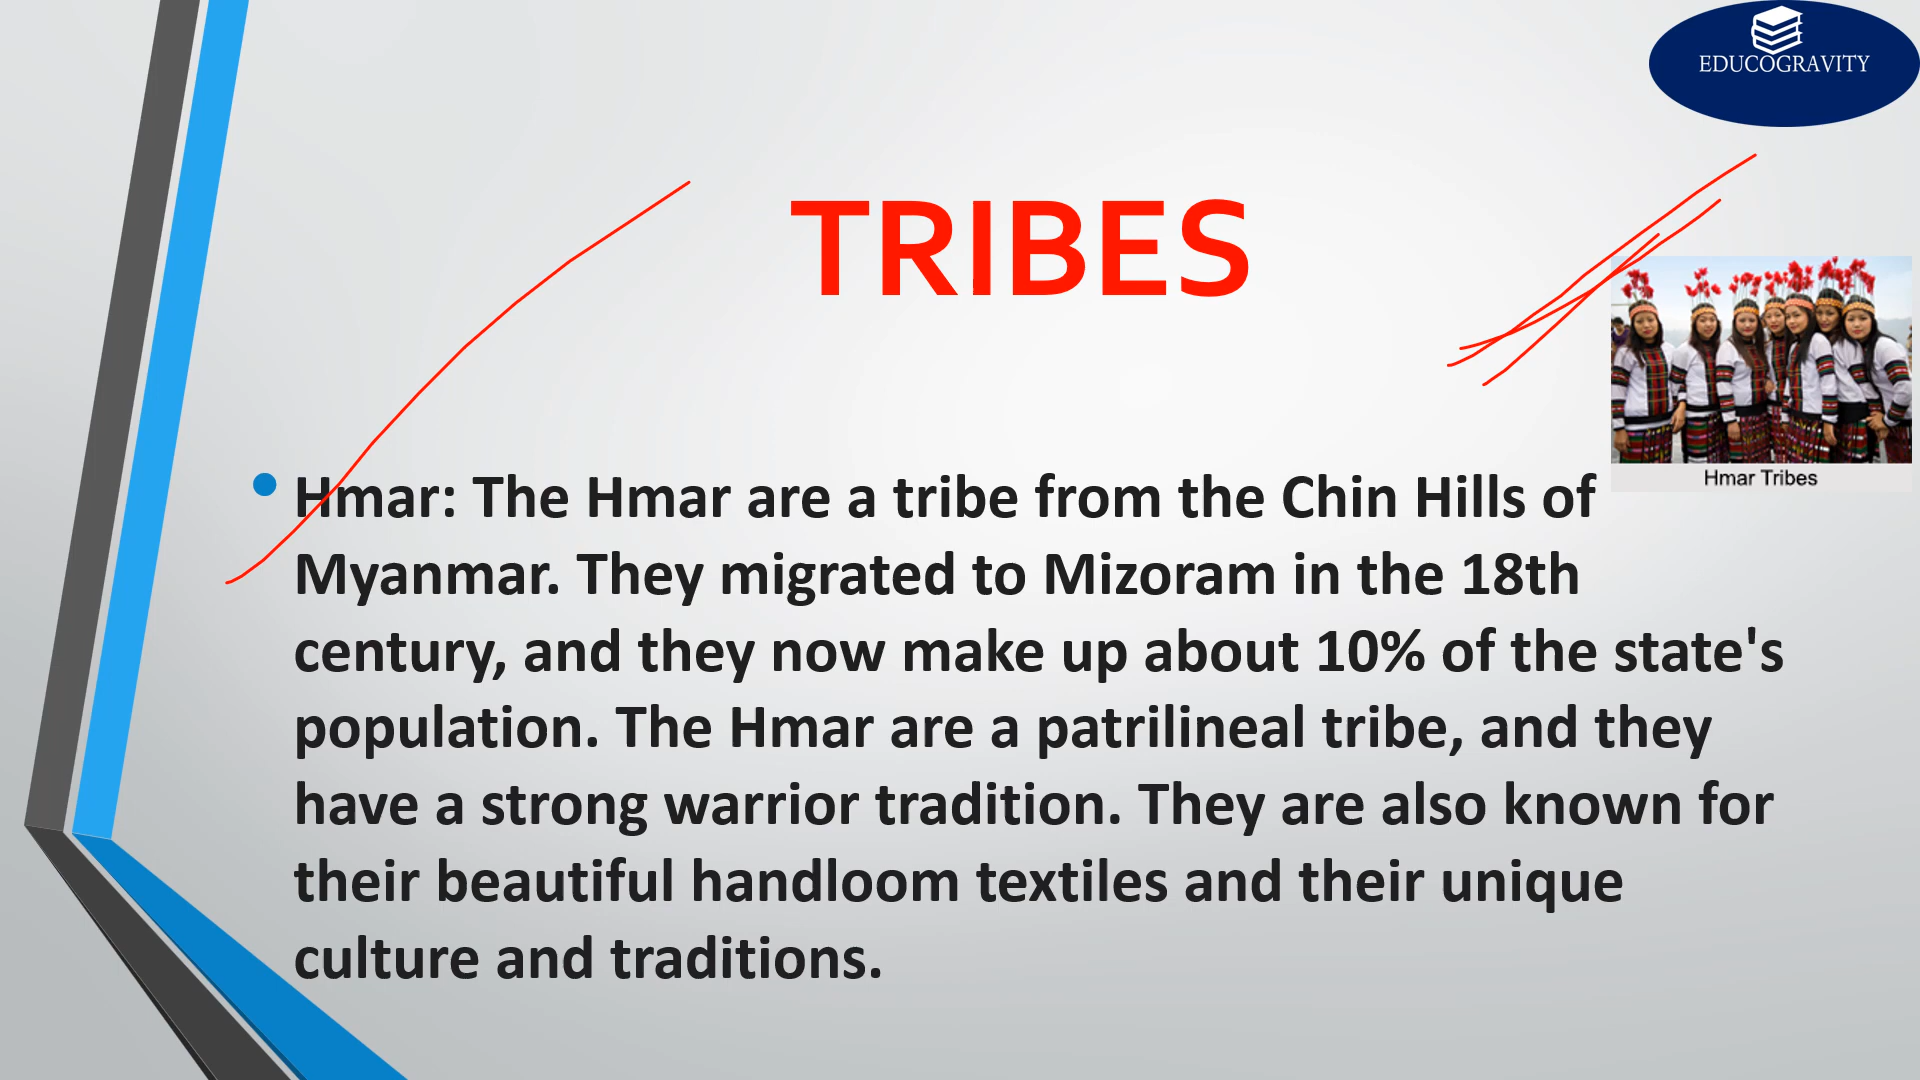 EDUCOGRAVITY
TRIBES
Hmar Tribes
Hmar: The Hmar are a tribe from the Chin Hills of
Myanmar. They migrated to Mizoram in the 18th
century, and they now make up about 10% of the state's
population. The Hmar are a patrilineal tribe, and they
have a strong warrior tradition. They are also known for
their beautiful handloom textiles and their unique
culture and traditions.